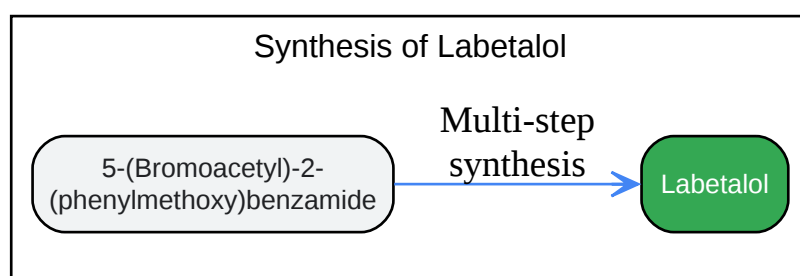 Synthesis of Labetalol
Multi-step
synthesis
5-(Bromoacetyl)-2-
(phenylmethoxy)benzamide
Labetalol